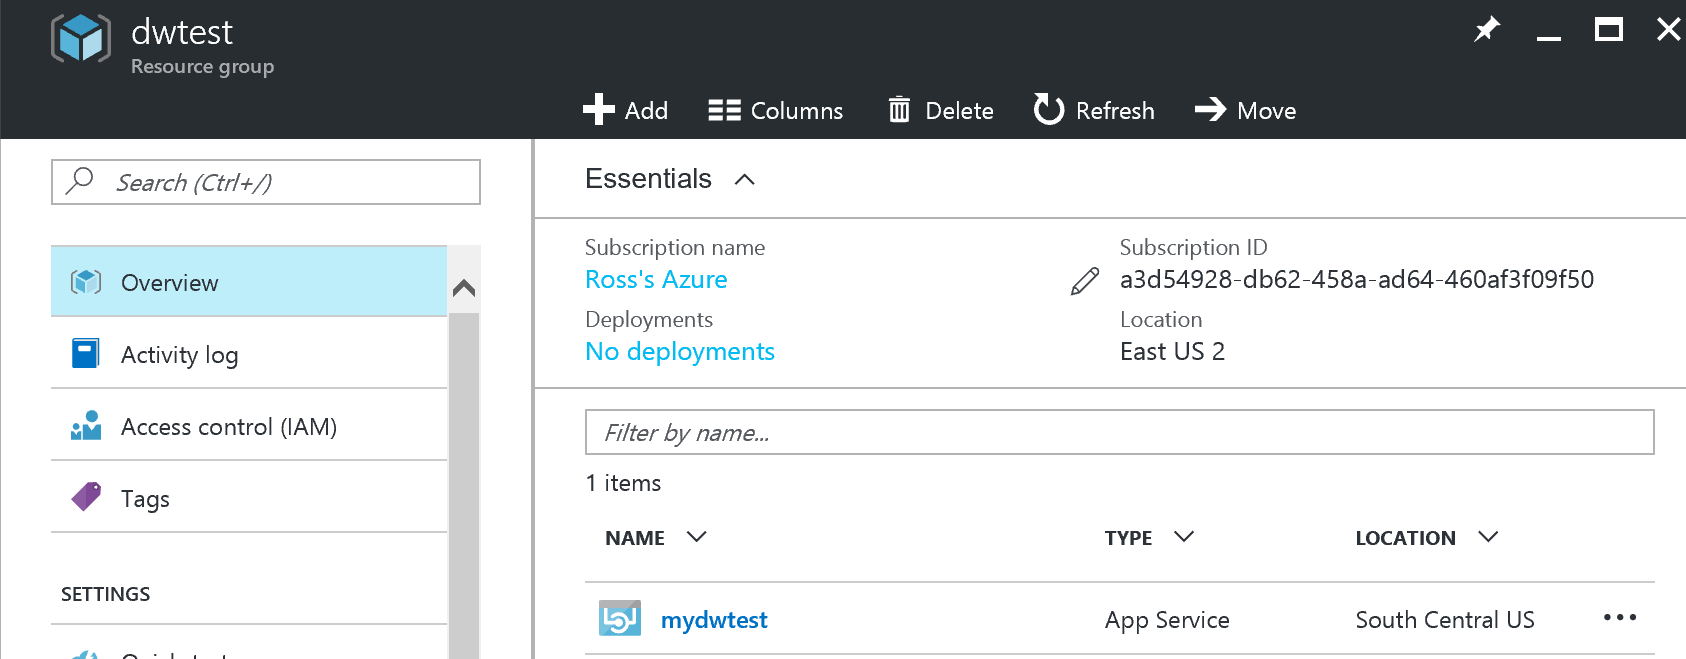 dwtest
Resource group
Add Columns Delete Refresh Move
Search (Ctrl+/)
Overview
Activity log
Access control (IAM)
Tags
SETTINGS
Essentials
Subscription name
Ross's Azure
Deployments
No deployments
Subscription ID
a3d54928-db62-458a-ad64-460af3f09f50
Location
East US 2
Filter by name...
1 items
NAME TYPE LOCATION
mydwtest App Service South Central US